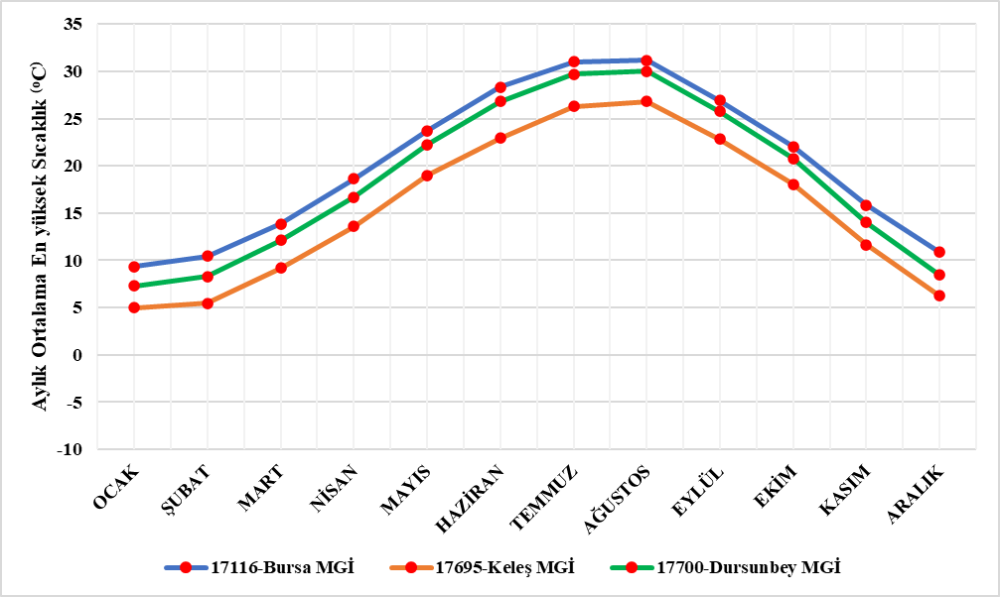 Aylık Ortalama En yüksek Sıcaklık (ºC)
35
30
25
20
15
10
5
0
-5
-10
OCAK
ŞUBAT
MART
NİSAN
MAYIS
HAZİRAN
TEMMUZ
AĞUSTOS
EYLÜL
EKİM
KASIM
ARALIK
17116-Bursa MGİ
17695-Keleş MGİ
17700-Dursunbey MGİ